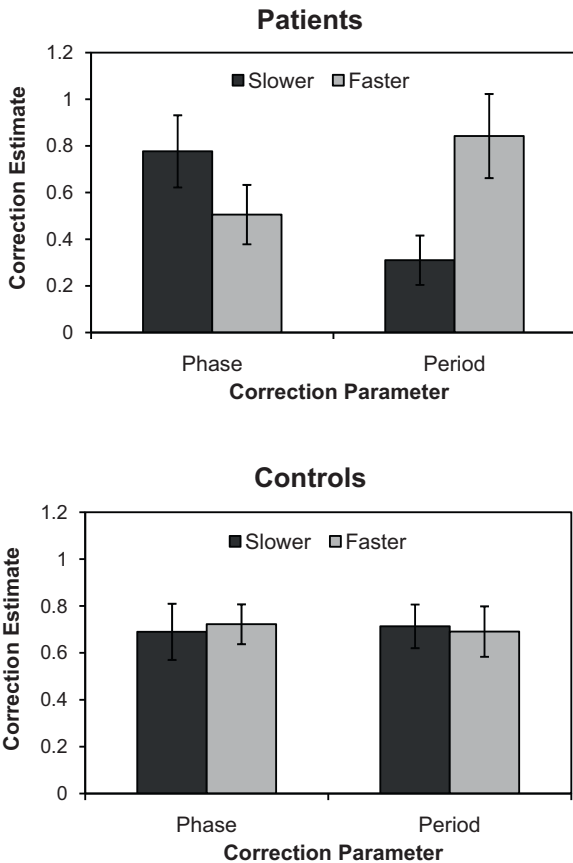 Patients
1.2
Slower Faster
1
0.8
0.6
0.4
0.2
0
Correction Estimate
Phase Period
Correction Parameter
Controls
1.2
Slower Faster
1
0.8
0.6
0.4
0.2
0
Correction Estimate
Phase Period
Correction Parameter